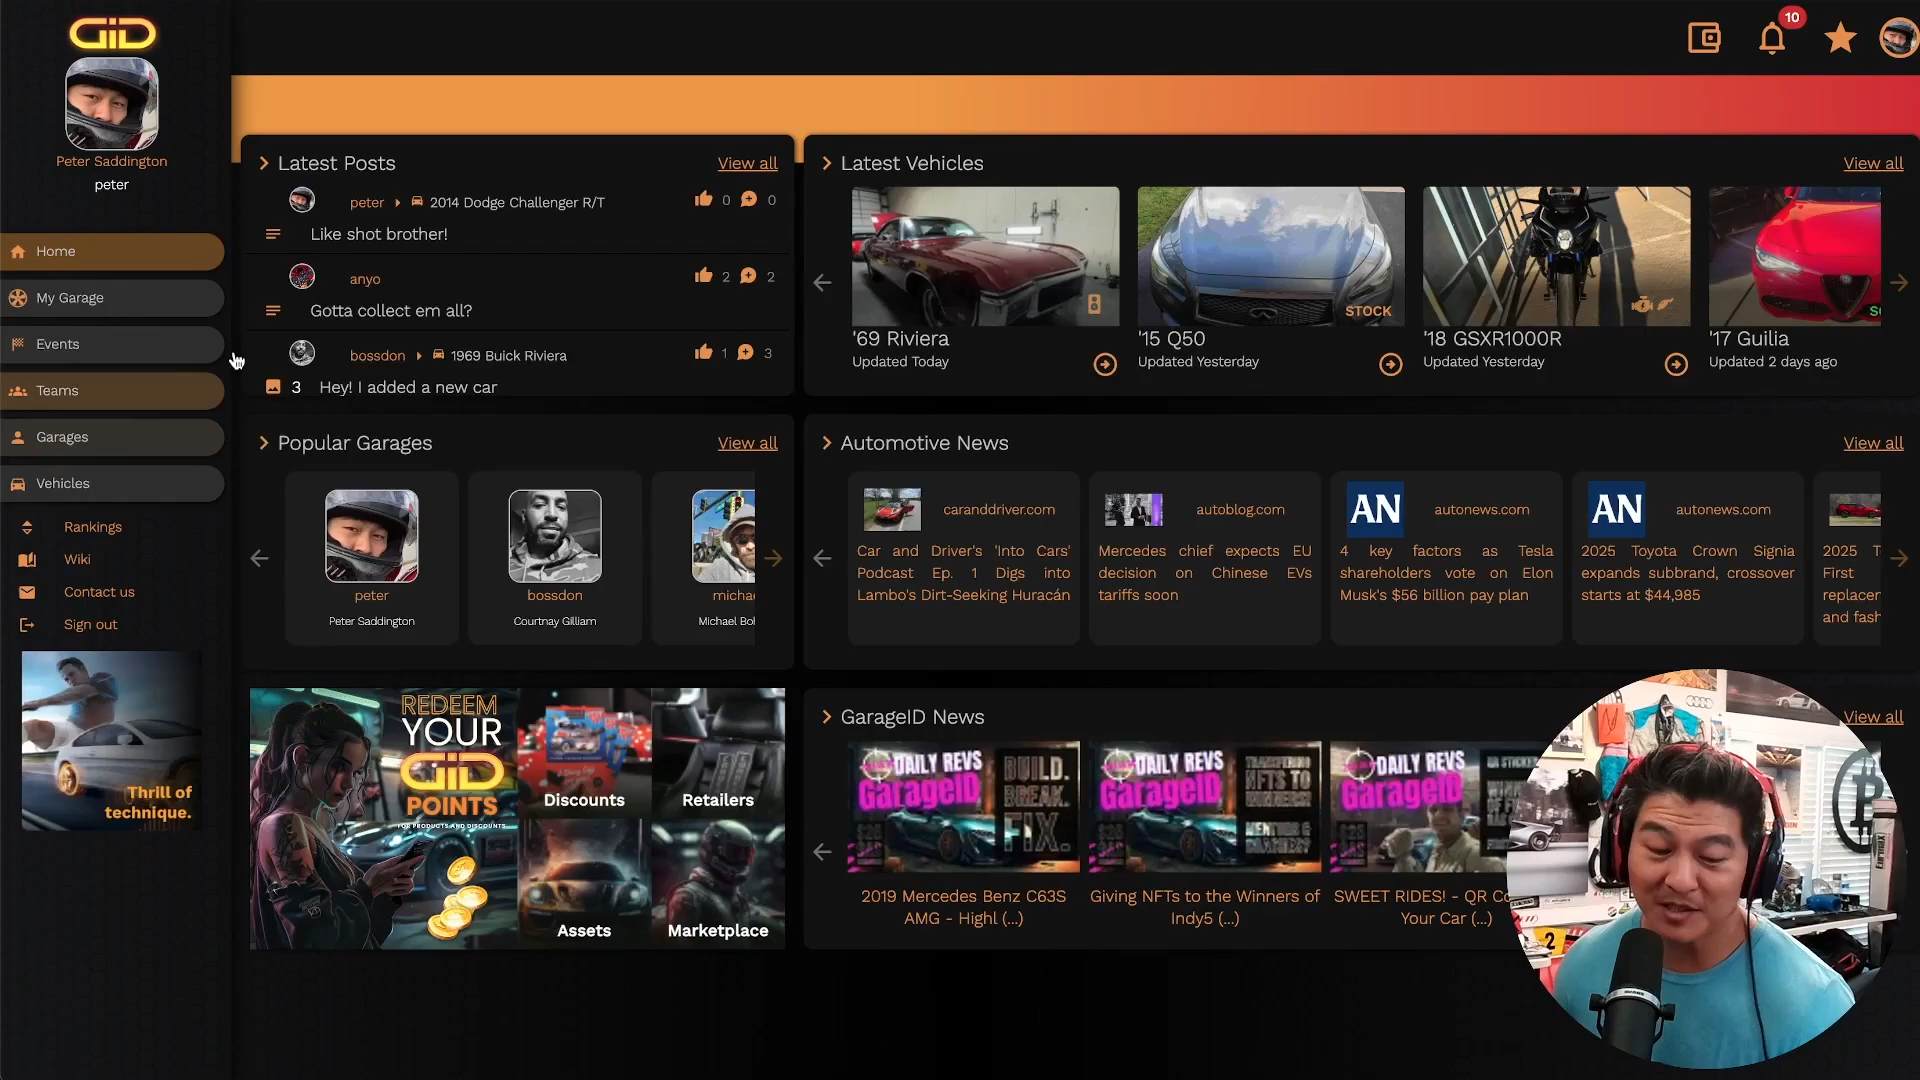 GiD
10
Peter Saddington
peter
Home
My Garage
Events
Teams
Garages
Vehicles
Rankings
Wiki
Contact us
Sign out
Thrill of
technique.
Latest Posts
View all
peter
2014 Dodge Challenger R/T
0
0
Like shot brother!
anyo
2
2
Gotta collect em all?
bossdon
1969 Buick Riviera
1
3
3
Hey! I added a new car
Latest Vehicles
View all
'69 Riviera
Updated Today
STOCK
'15 Q50
Updated Yesterday
'18 GSXR1000R
Updated Yesterday
'17 Guilia
Updated 2 days ago
Popular Garages
View all
peter
Peter Saddington
bossdon
Courtnay Gilliam
michae
Michael Bol
Automotive News
View all
caranddriver.com
Car and Driver's 'Into Cars'
Podcast Ep. 1 Digs into
Lambo's Dirt-Seeking Huracán
autoblog.com
Mercedes chief expects EU
decision on Chinese EVs
tariffs soon
AN
autonews.com
4 key factors as Tesla
shareholders vote on Elon
Musk's $56 billion pay plan
AN
autonews.com
2025 Toyota Crown Signia
expands subbrand, crossover
starts at $44,985
2025 T
First
replacer
and fash
REDEEM
YOUR
GiD
POINTS
FOR PRODUCTS AND DISCOUNTS
Discounts
Retailers
Assets
Marketplace
GarageID News
View all
DAILY REVS
GarageID
BUILD.
BREAK.
FIX.
2019 Mercedes Benz C63S
AMG - Highl (...)
DAILY REVS
GarageID
NFTS TO
Giving NFTs to the Winners of
Indy5 (...)
DAILY REVS
GarageID
SWEET RIDES! - QR Co
Your Car (...)
2